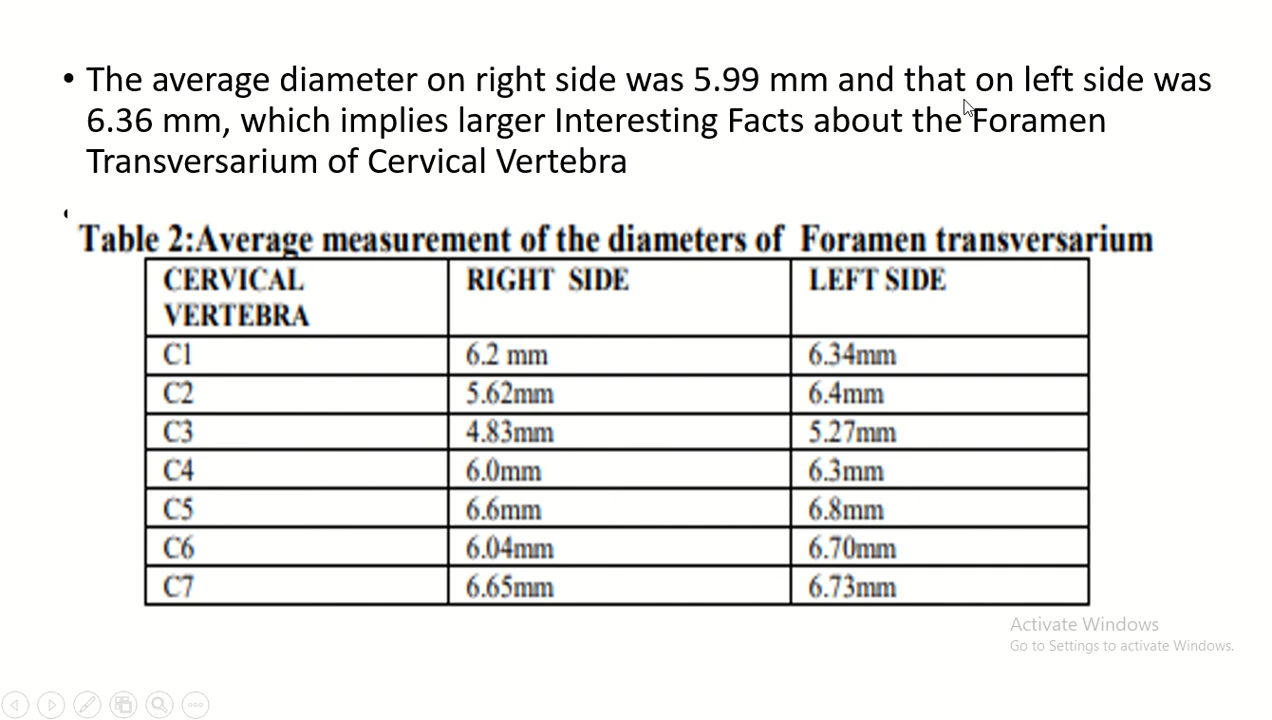 • The average diameter on right side was 5.99 mm and that on left side was
6.36 mm, which implies larger Interesting Facts about the Foramen
Transversarium of Cervical Vertebra
Table 2:Average measurement of the diameters of Foramen transversarium
CERVICAL VERTEBRA RIGHT SIDE LEFT SIDE
C1 6.2 mm 6.34mm
C2 5.62mm 6.4mm
C3 4.83mm 5.27mm
C4 6.0mm 6.3mm
C5 6.6mm 6.8mm
C6 6.04mm 6.70mm
C7 6.65mm 6.73mm
Activate Windows
Go to Settings to activate Windows.